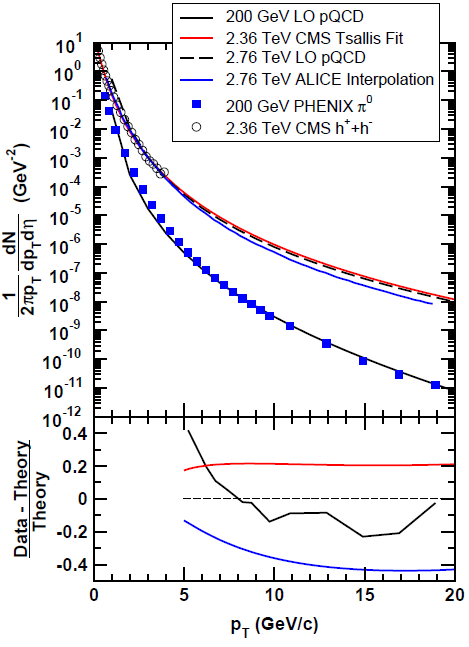 200 GeV LO pQCD
2.36 TeV CMS Tsallis Fit
2.76 TeV LO pQCD
2.76 TeV ALICE Interpolation
200 GeV PHENIX π⁰
2.36 TeV CMS h⁺+h⁻
10¹
10⁰
10⁻¹
10⁻²
10⁻³
10⁻⁴
10⁻⁵
10⁻⁶
10⁻⁷
10⁻⁸
10⁻⁹
10⁻¹⁰
10⁻¹¹
10⁻¹²
1 dN
2πp_T dp_T dη
(GeV⁻²)
0.4
0.2
0
-0.2
-0.4
Data - Theory
Theory
0 5 10 15 20
p_T (GeV/c)